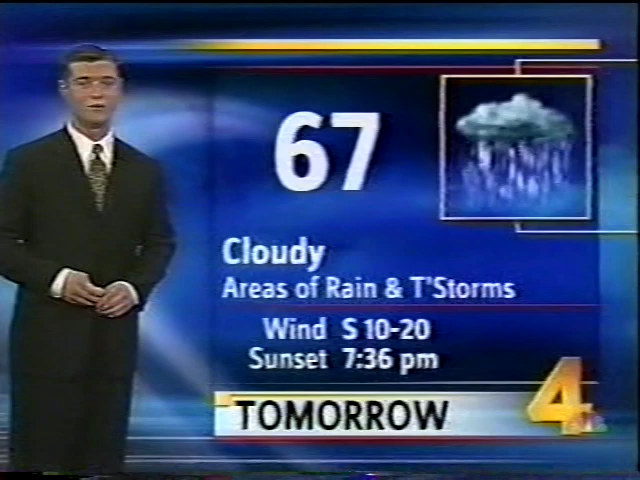 67
Cloudy
Areas of Rain & T'Storms
Wind S 10-20
Sunset 7:36 pm
TOMORROW
4